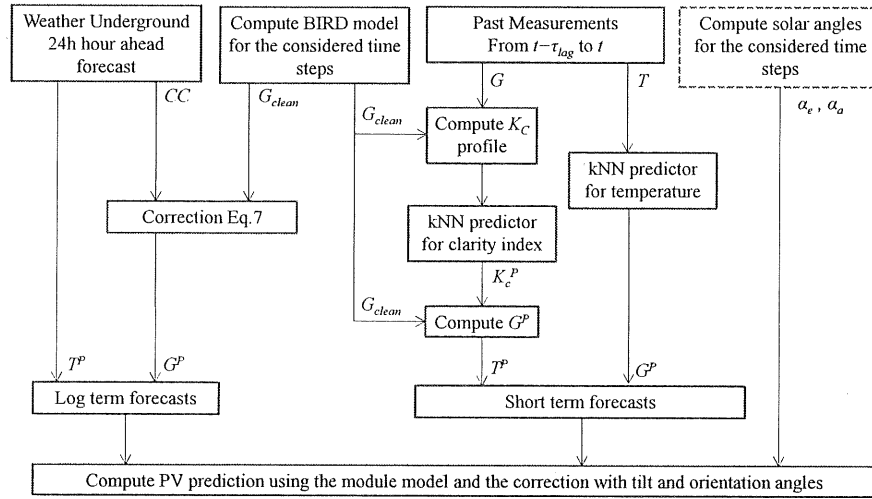 Weather Underground
24h hour ahead
forecast
Compute BIRD model
for the considered time
steps
Past Measurements
From t−τlag to t
Compute solar angles
for the considered time
steps
CC
Gclean
Gclean
G
T
αe , αa
Compute KC
profile
kNN predictor
for temperature
Correction Eq.7
kNN predictor
for clarity index
KcP
Gclean
Compute GP
TP
GP
TP
GP
Log term forecasts
Short term forecasts
Compute PV prediction using the module model and the correction with tilt and orientation angles